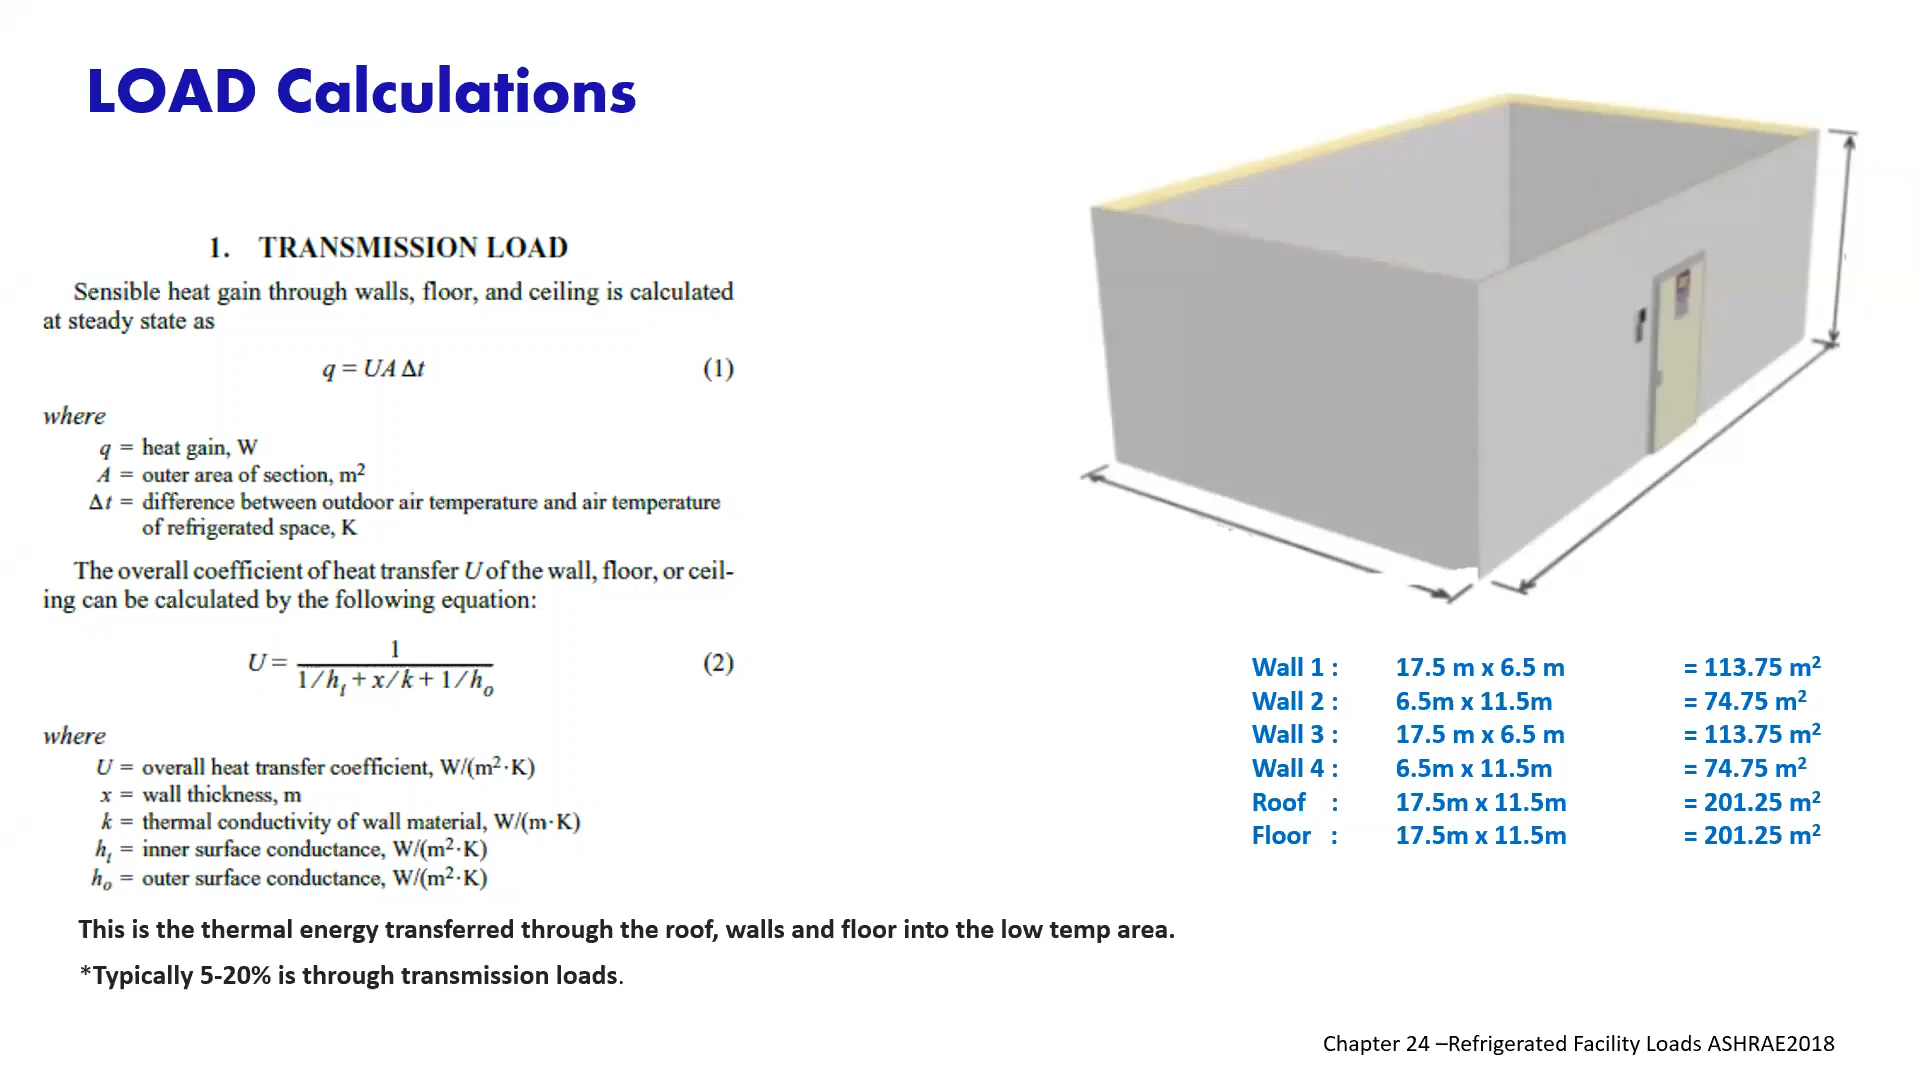 LOAD Calculations
1. TRANSMISSION LOAD
Sensible heat gain through walls, floor, and ceiling is calculated
at steady state as
q = UA Δt (1)
where
q = heat gain, W
A = outer area of section, m²
Δt = difference between outdoor air temperature and air temperature
of refrigerated space, K
The overall coefficient of heat transfer U of the wall, floor, or ceil-
ing can be calculated by the following equation:
U = 1 / (1/hᵢ + x/k + 1/hₒ) (2)
where
U = overall heat transfer coefficient, W/(m²·K)
x = wall thickness, m
k = thermal conductivity of wall material, W/(m·K)
hᵢ = inner surface conductance, W/(m²·K)
hₒ = outer surface conductance, W/(m²·K)
Wall 1 : 17.5 m x 6.5 m = 113.75 m²
Wall 2 : 6.5m x 11.5m = 74.75 m²
Wall 3 : 17.5 m x 6.5 m = 113.75 m²
Wall 4 : 6.5m x 11.5m = 74.75 m²
Roof : 17.5m x 11.5m = 201.25 m²
Floor : 17.5m x 11.5m = 201.25 m²
This is the thermal energy transferred through the roof, walls and floor into the low temp area.
*Typically 5-20% is through transmission loads.
Chapter 24 –Refrigerated Facility Loads ASHRAE2018